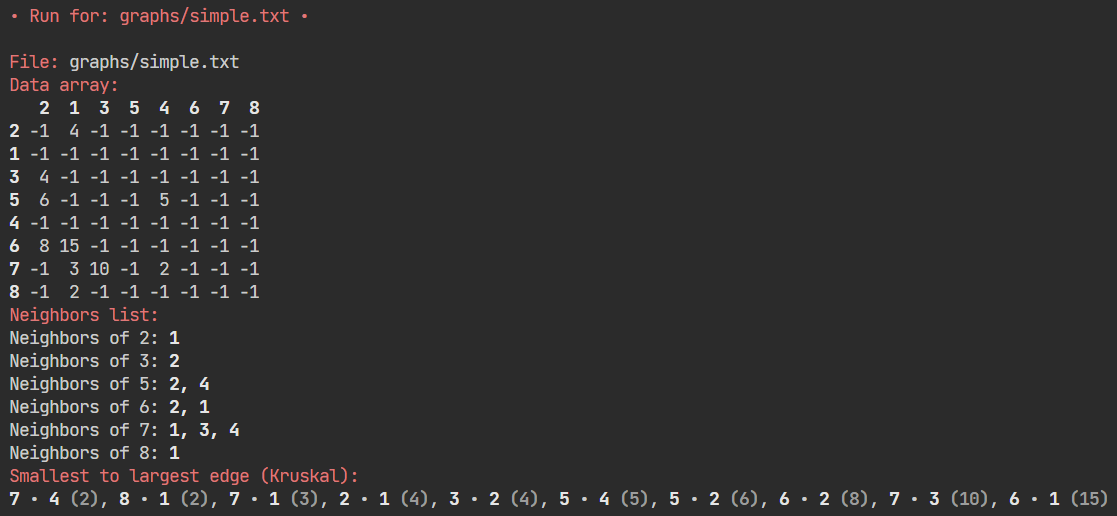 • Run for: graphs/simple.txt •
File: graphs/simple.txt
Data array:
2 1 3 5 4 6 7 8
2 -1 4 -1 -1 -1 -1 -1 -1
1 -1 -1 -1 -1 -1 -1 -1 -1
3 4 -1 -1 -1 -1 -1 -1 -1
5 6 -1 -1 -1 5 -1 -1 -1
4 -1 -1 -1 -1 -1 -1 -1 -1
6 8 15 -1 -1 -1 -1 -1 -1
7 -1 3 10 -1 2 -1 -1 -1
8 -1 2 -1 -1 -1 -1 -1 -1
Neighbors list:
Neighbors of 2: 1
Neighbors of 3: 2
Neighbors of 5: 2, 4
Neighbors of 6: 2, 1
Neighbors of 7: 1, 3, 4
Neighbors of 8: 1
Smallest to largest edge (Kruskal):
7 • 4 (2), 8 • 1 (2), 7 • 1 (3), 2 • 1 (4), 3 • 2 (4), 5 • 4 (5), 5 • 2 (6), 6 • 2 (8), 7 • 3 (10), 6 • 1 (15)